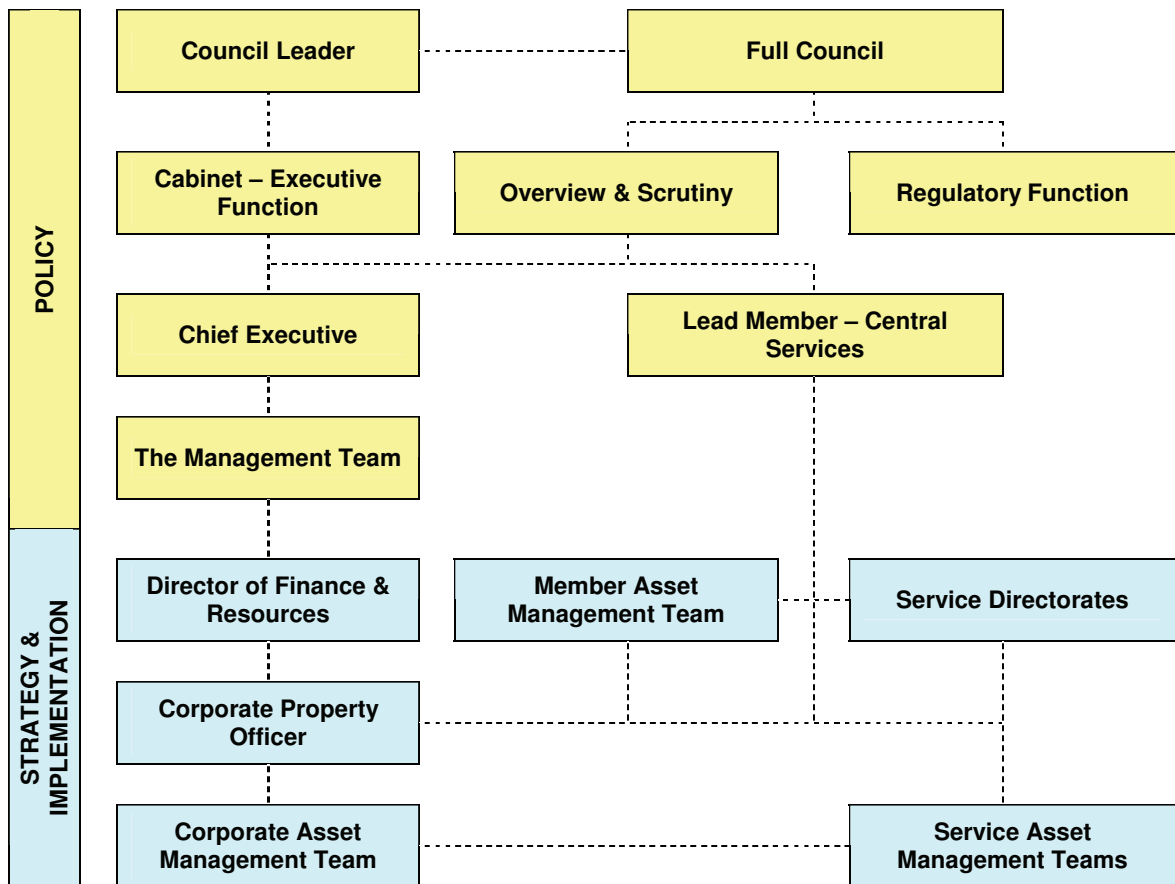 POLICY
Council Leader
Full Council
Cabinet – Executive
Function
Overview & Scrutiny
Regulatory Function
Chief Executive
Lead Member – Central
Services
The Management Team
STRATEGY &
IMPLEMENTATION
Director of Finance &
Resources
Member Asset
Management Team
Service Directorates
Corporate Property
Officer
Corporate Asset
Management Team
Service Asset
Management Teams